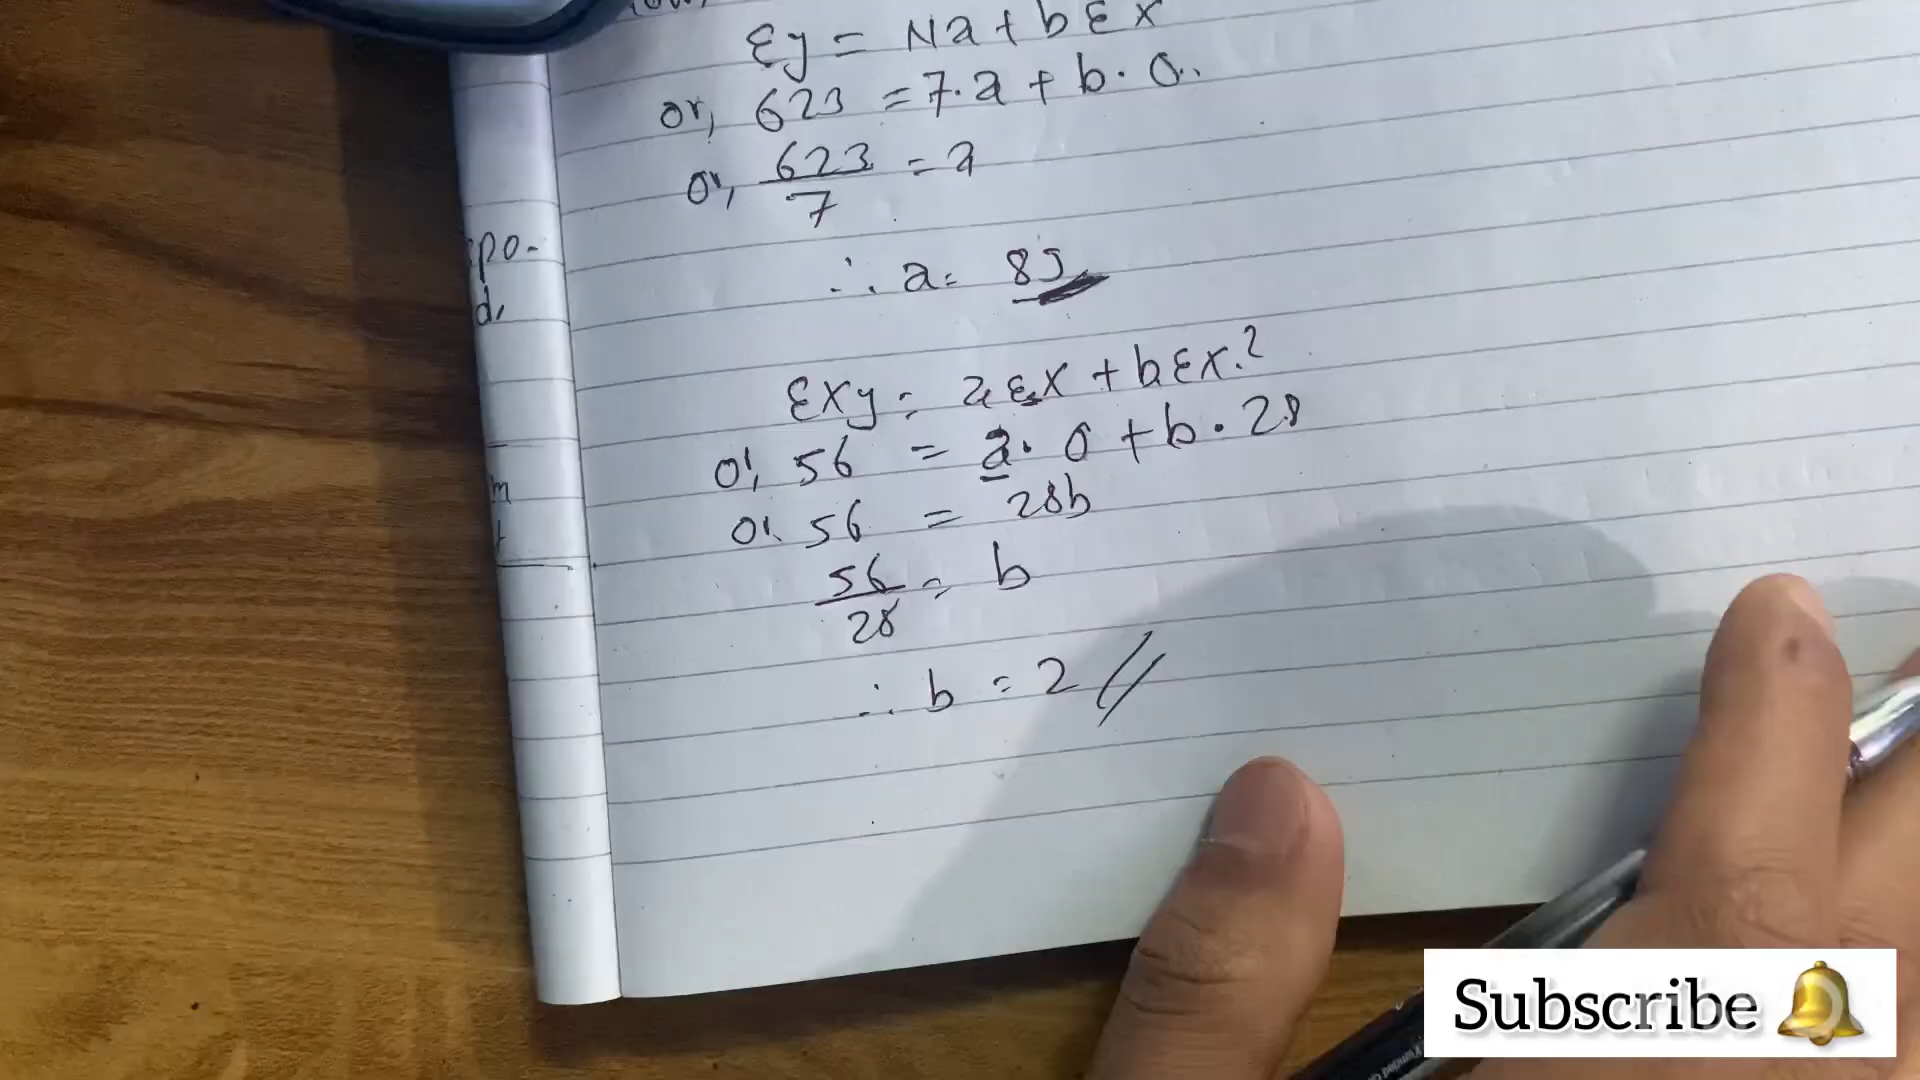 Σy = Na + bΣx
or, 623 = 7.a + b.0.
or, 623/7 = a
∴ a = 89
Σxy = aΣx + bΣx²
or, 56 = a. 0 + b. 28
or. 56 = 28b
56/28 = b
∴ b = 2 //
po-
d,
m
Subscribe